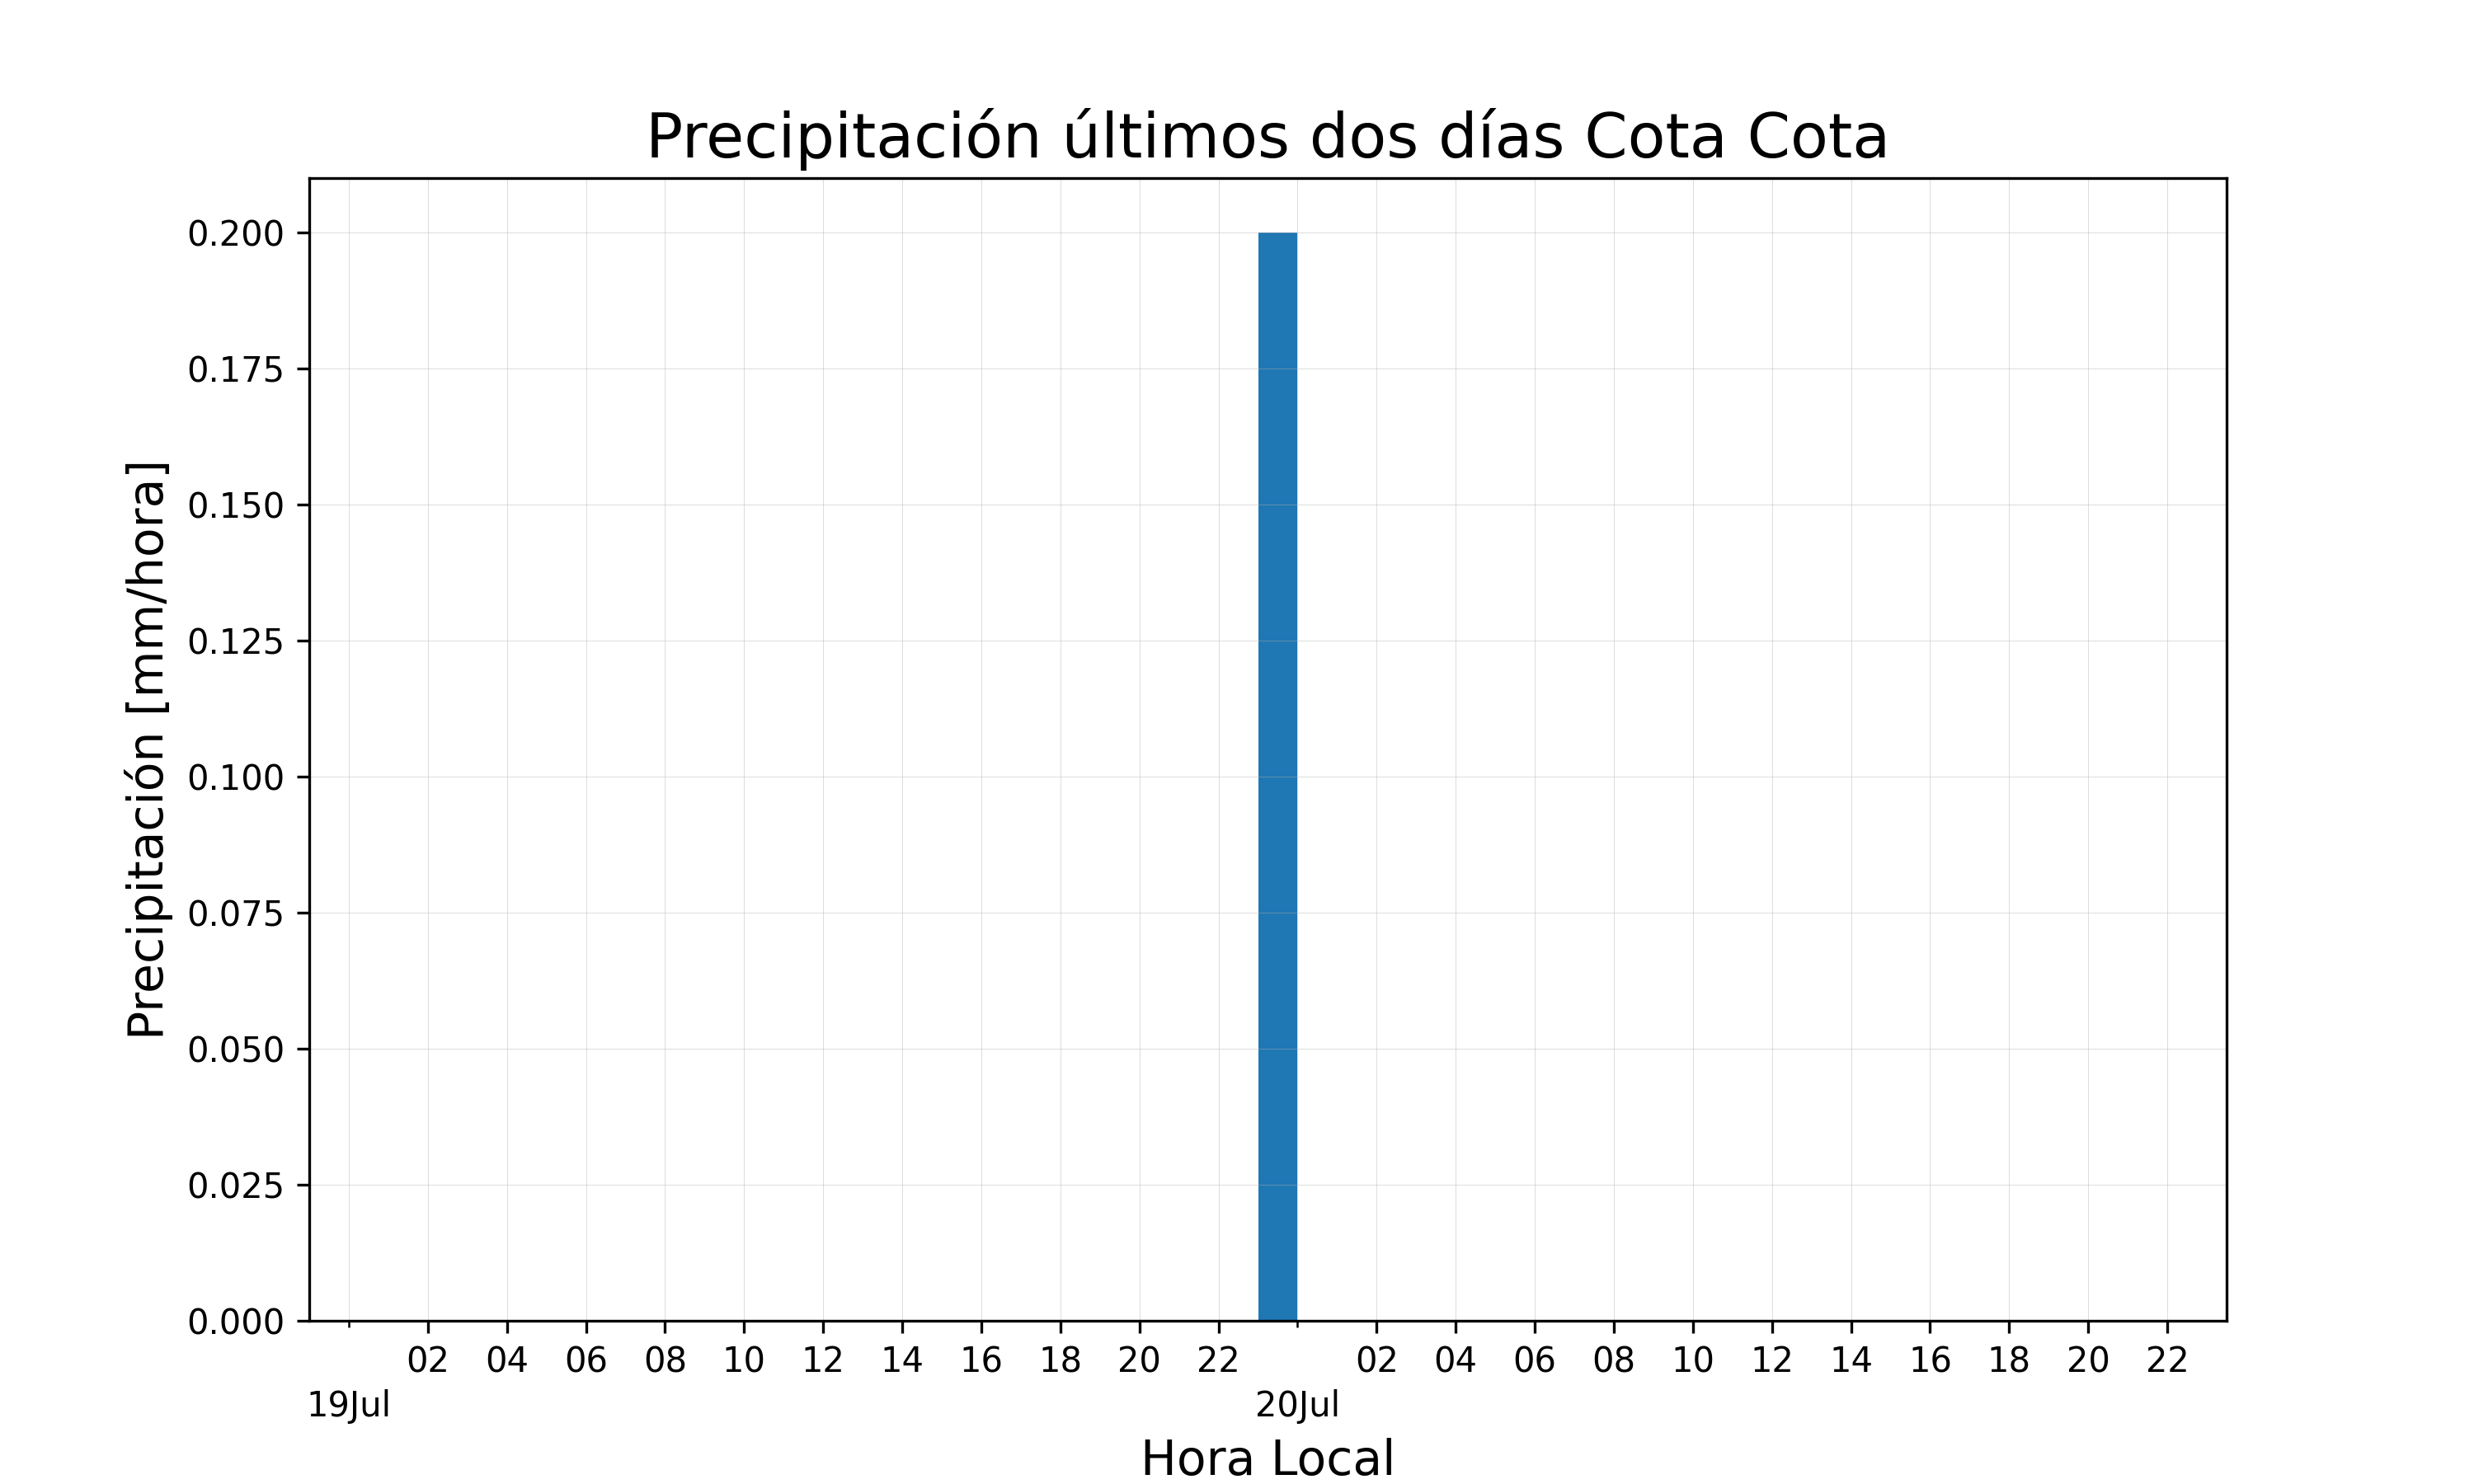 Precipitación últimos dos días Cota Cota
Precipitación [mm/hora]
0.200
0.175
0.150
0.125
0.100
0.075
0.050
0.025
0.000
02 04 06 08 10 12 14 16 18 20 22 02 04 06 08 10 12 14 16 18 20 22
19Jul 20Jul
Hora Local